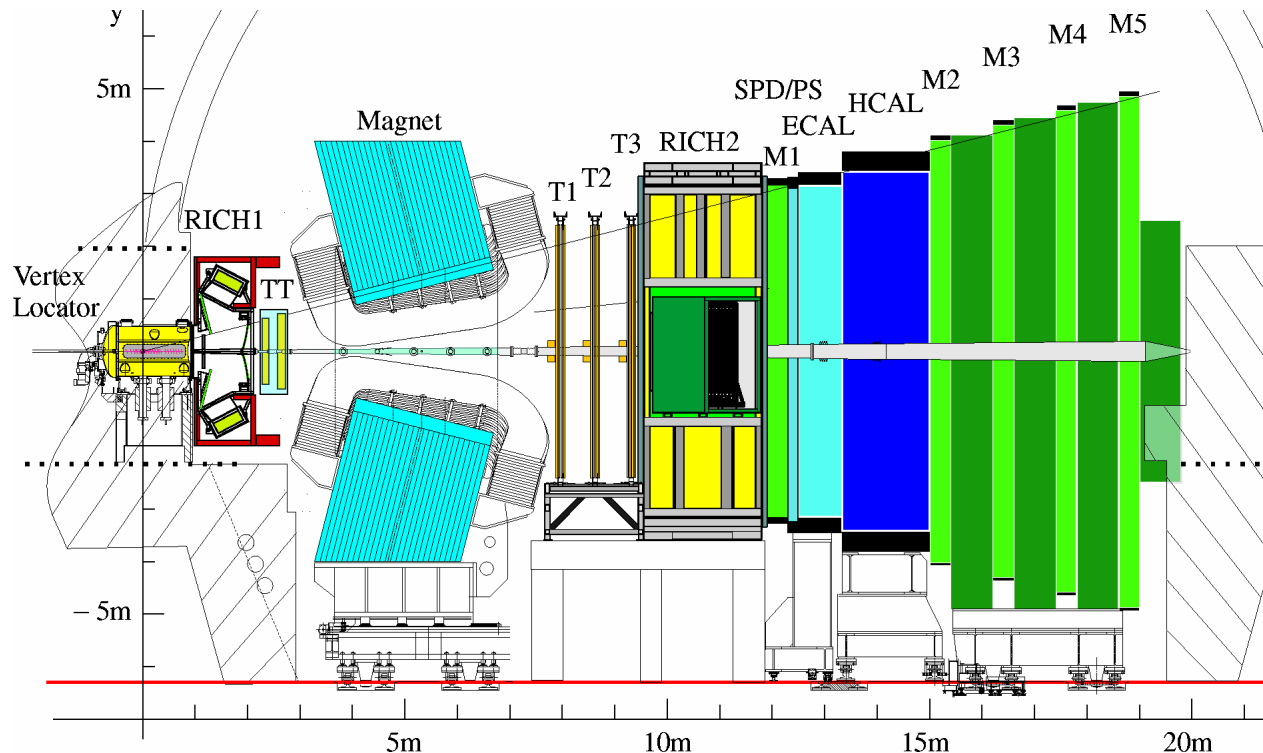 y
5m
Magnet
Vertex
Locator
RICH1
TT
T1
T2
T3
RICH2
M1
SPD/PS
ECAL
HCAL
M2
M3
M4
M5
− 5m
5m
10m
15m
20m